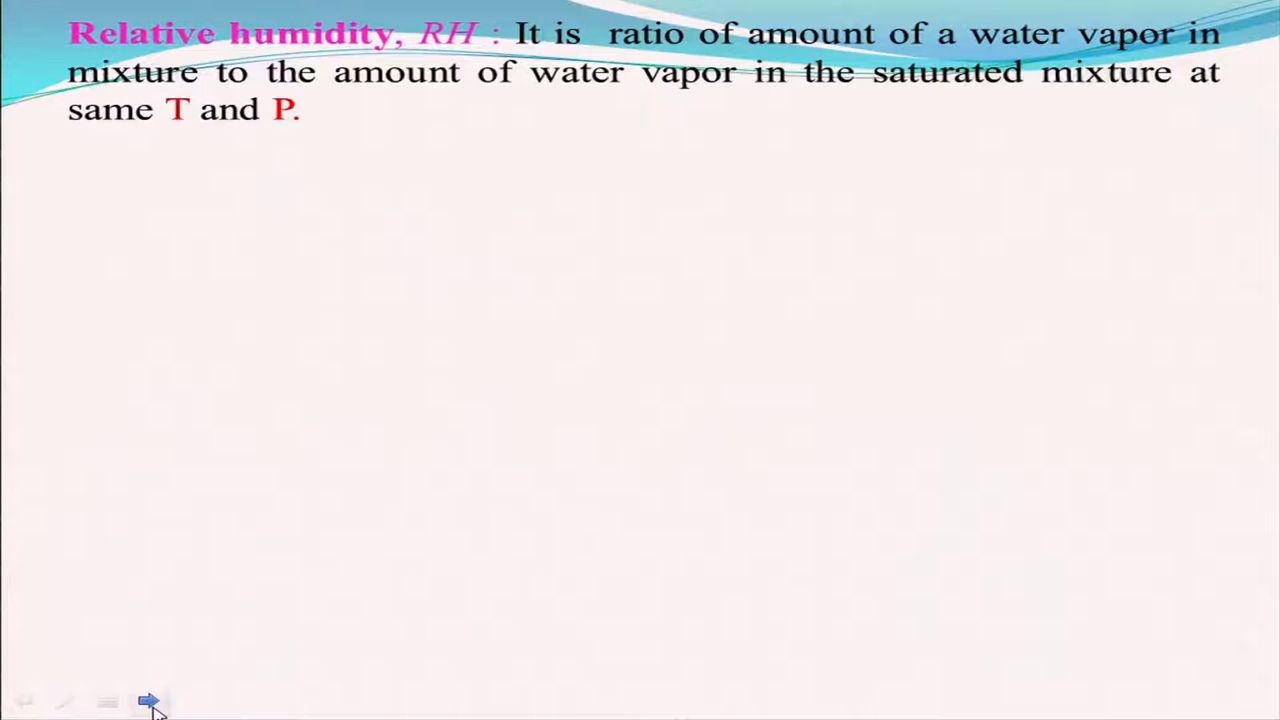 Relative humidity, RH : It is ratio of amount of a water vapor in
mixture to the amount of water vapor in the saturated mixture at
same T and P.